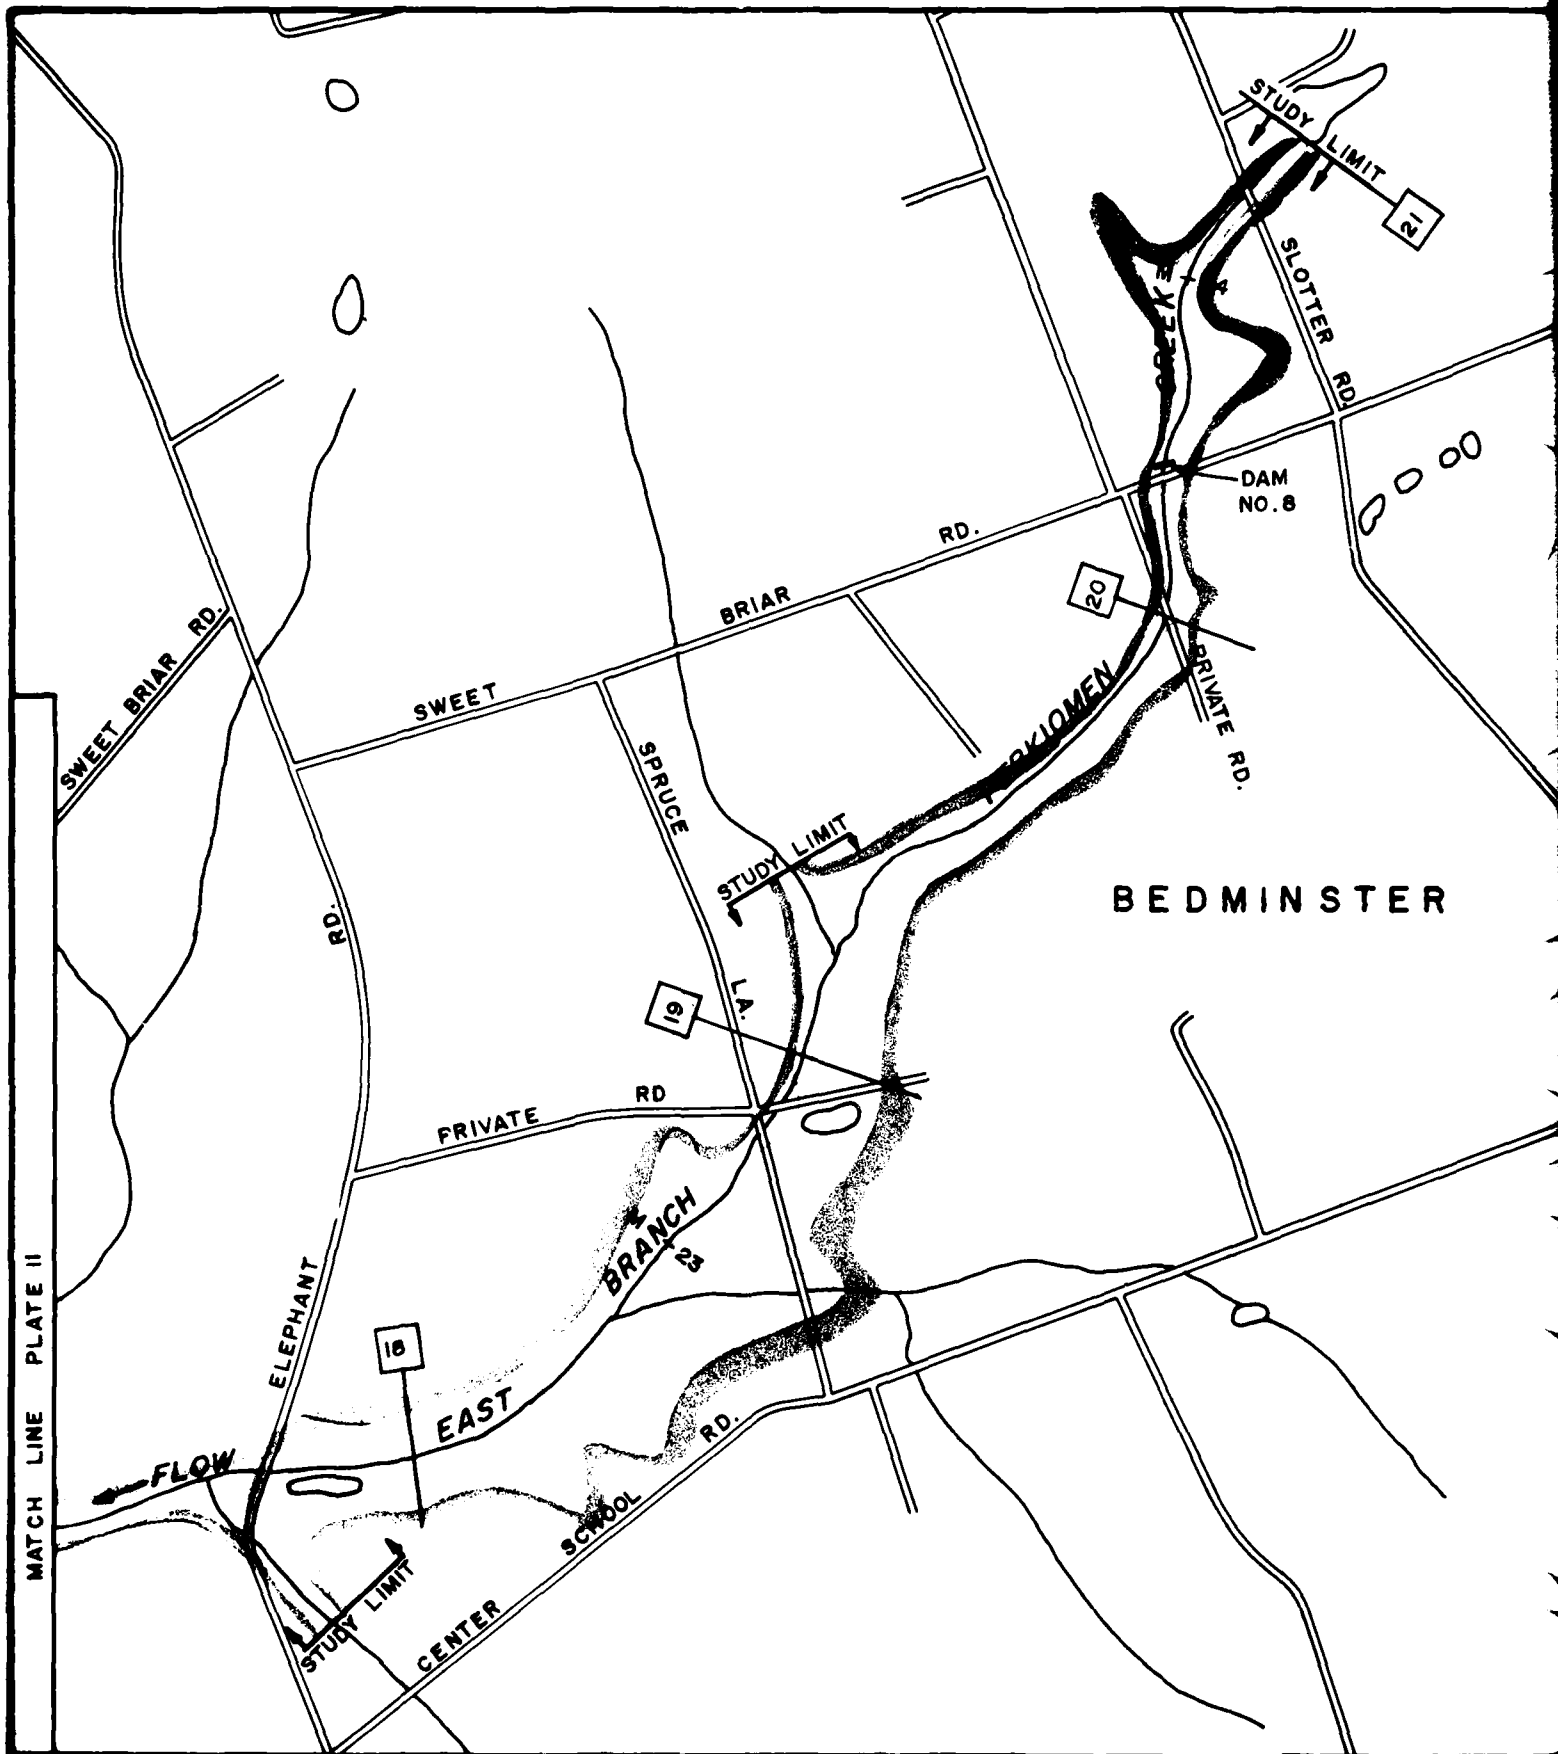 STUDY LIMIT
21
SLOTTER RD.
CREEK
DAM
NO. 8
SWEET BRIAR RD.
20
SWEET BRIAR RD.
PRIVATE RD.
SPRUCE LA.
STUDY LIMIT
BEDMINSTER
RD.
19
PRIVATE RD
BRANCH
M
23
ELEPHANT
18
EAST
FLOW
CENTER SCHOOL RD.
STUDY LIMIT
MATCH LINE PLATE 11